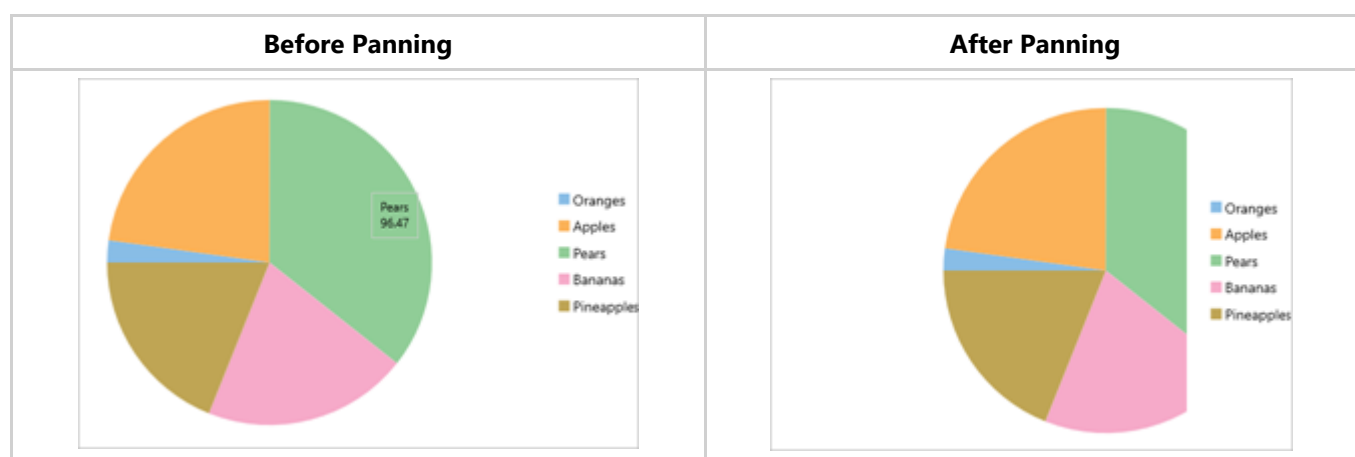 Before Panning
After Panning
Pears
96.47
Oranges
Apples
Pears
Bananas
Pineapples
Oranges
Apples
Pears
Bananas
Pineapples